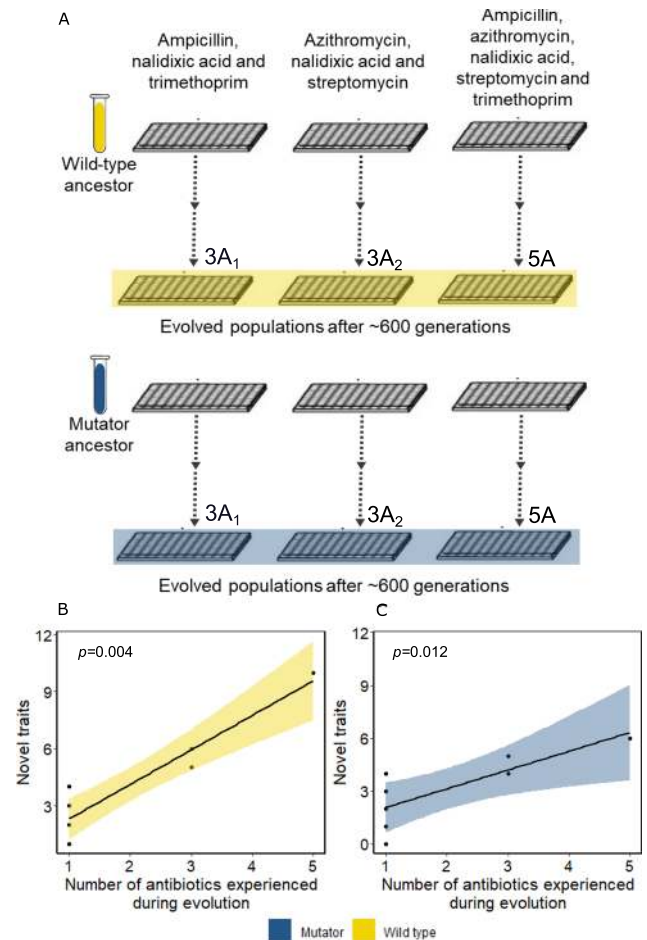 A
Ampicillin,
nalidixic acid and
trimethoprim
Azithromycin,
nalidixic acid and
streptomycin
Ampicillin,
azithromycin,
nalidixic acid,
streptomycin and
trimethoprim
Wild-type
ancestor
3A₁
3A₂
5A
Evolved populations after ~600 generations
Mutator
ancestor
3A₁
3A₂
5A
Evolved populations after ~600 generations
B
p=0.004
Novel traits
12
9
6
3
1
2
3
4
5
Number of antibiotics experienced
during evolution
C
p=0.012
Novel traits
12
9
6
3
0
1
2
3
4
5
Number of antibiotics experienced
during evolution
Mutator
Wild type